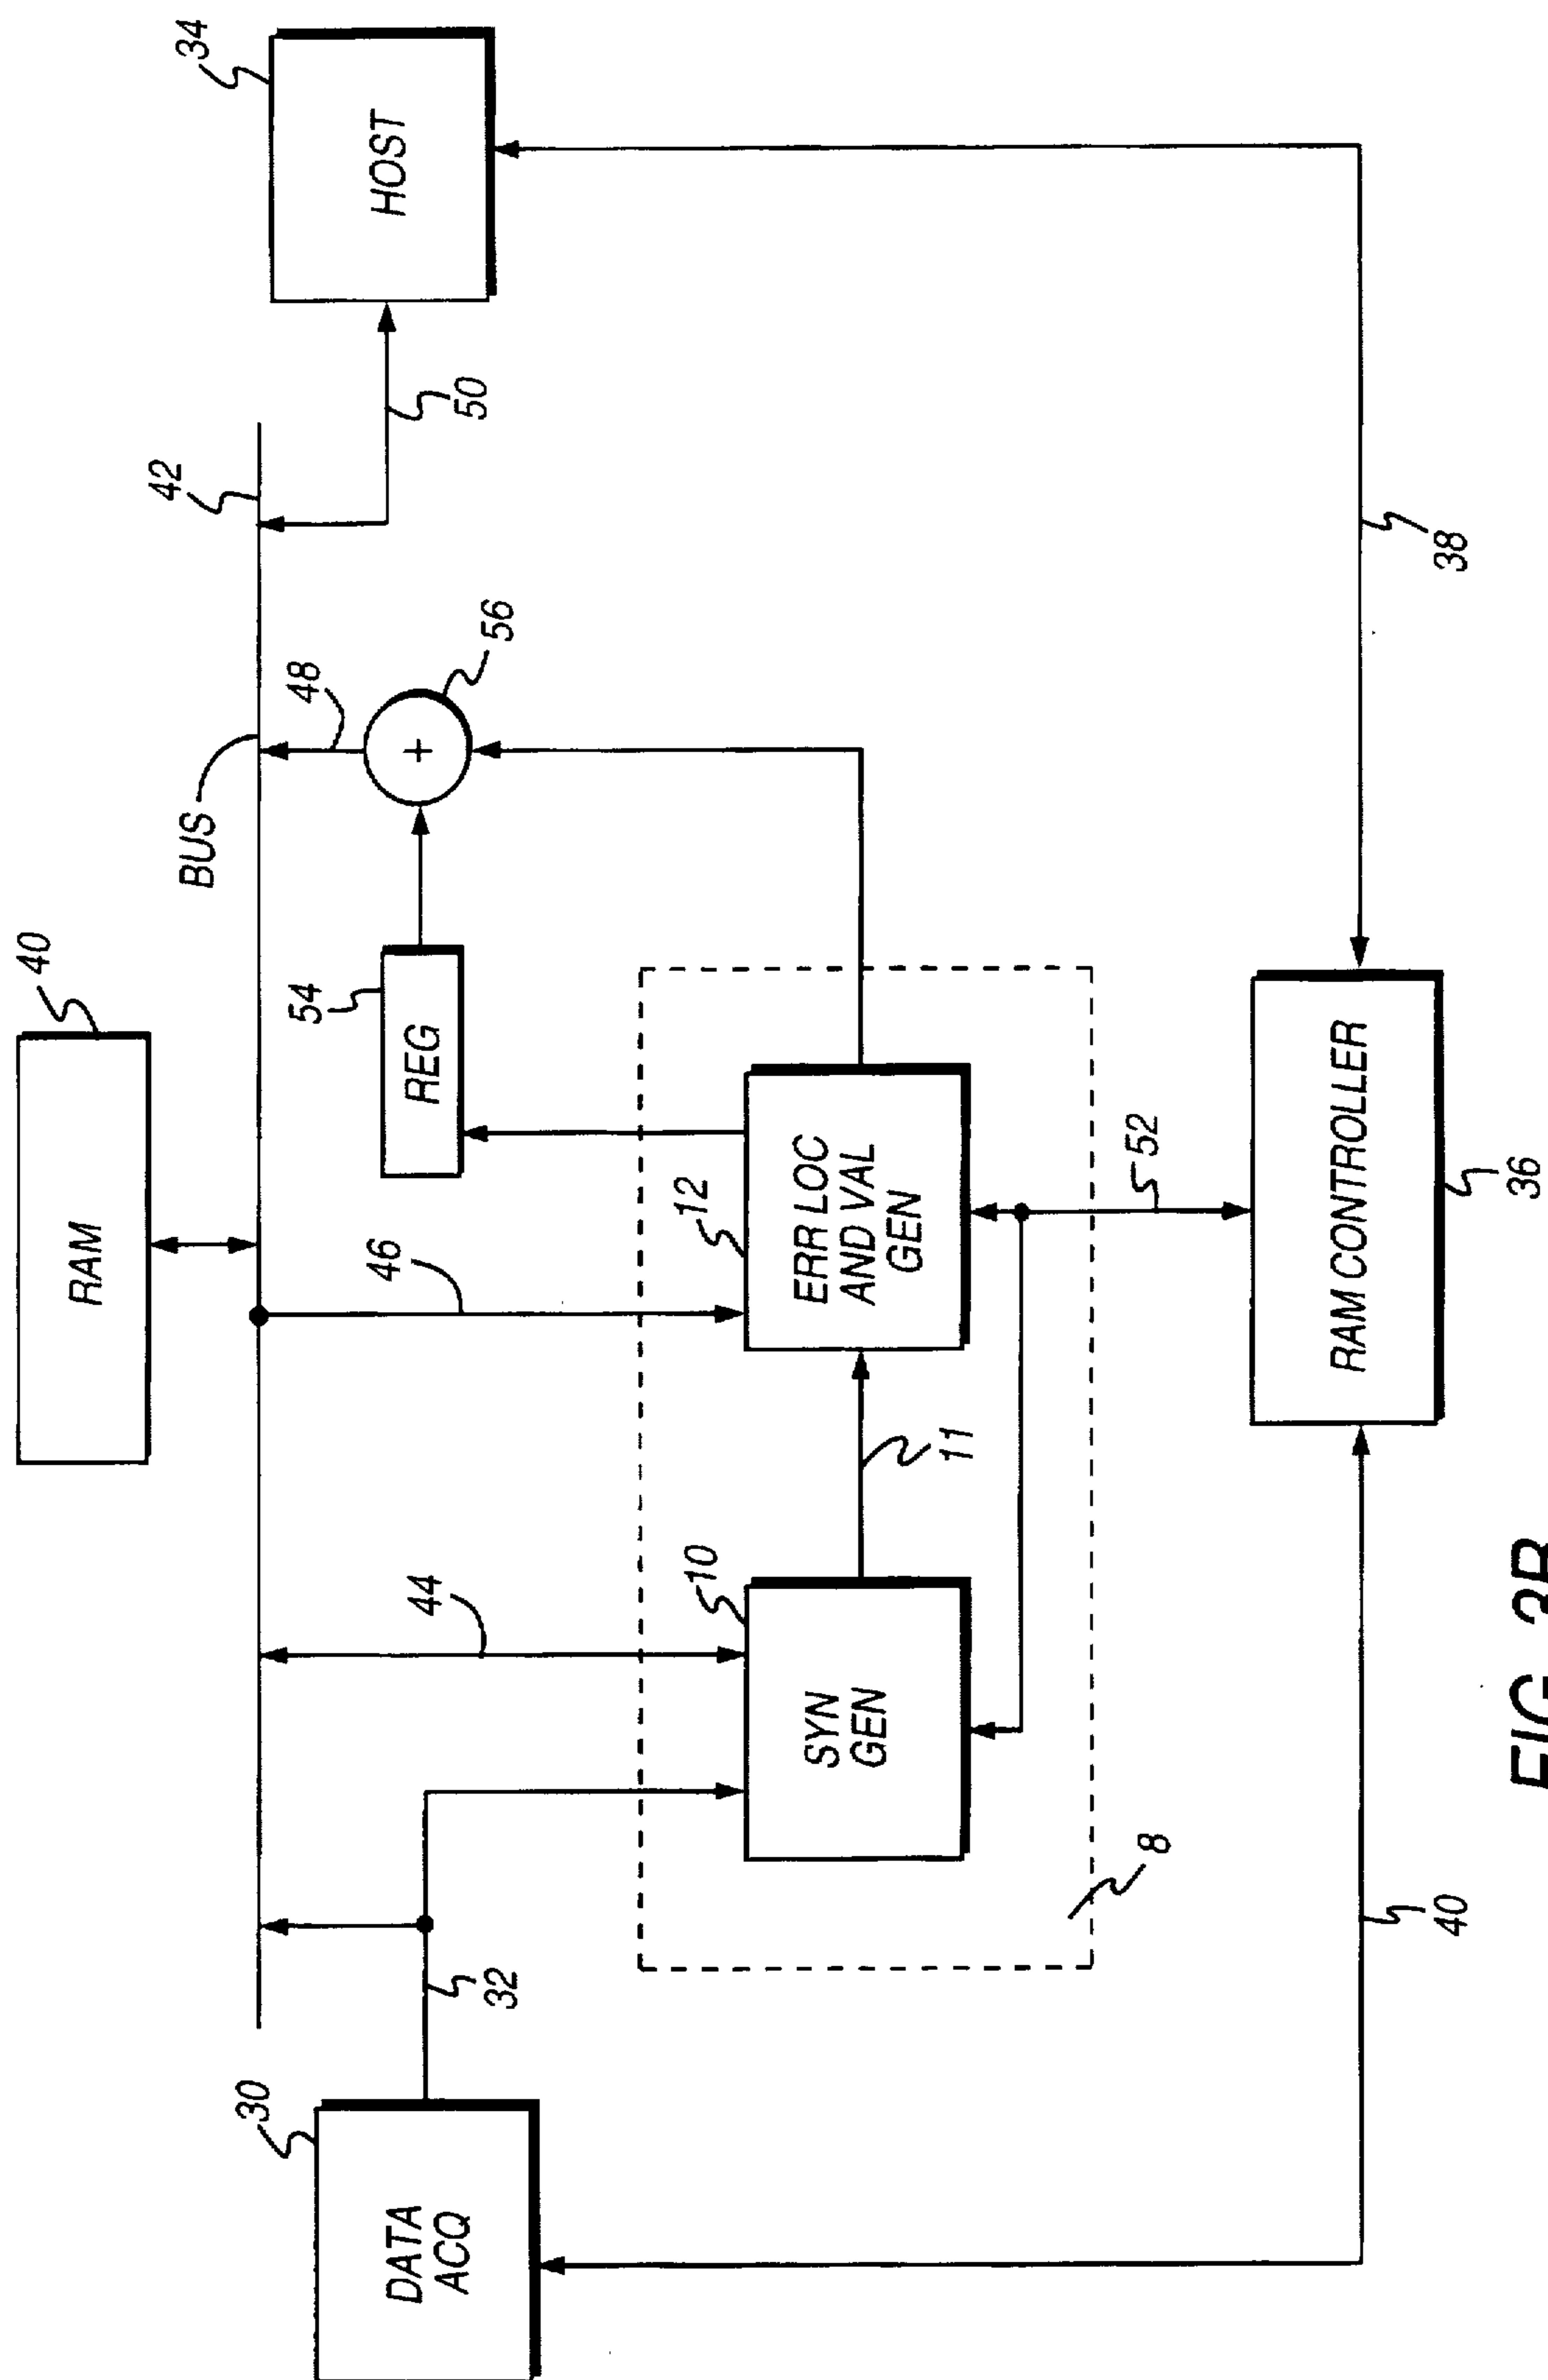 RAM
40
BUS
42
34
HOST
50
48
56
54
REG
46
44
12
ERR LOC
AND VAL
GEN
10
SYN
GEN
11
32
30
DATA
ACQ
8
52
RAM CONTROLLER
36
38
40
FIG. 3B